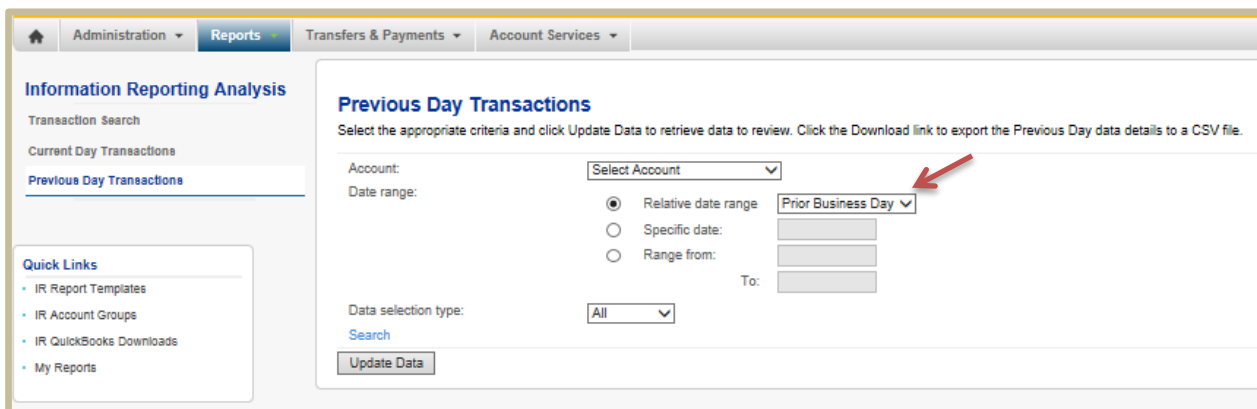 Administration
Reports
Transfers & Payments
Account Services
Information Reporting Analysis
Transaction Search
Current Day Transactions
Previous Day Transactions
Quick Links
IR Report Templates
IR Account Groups
IR QuickBooks Downloads
My Reports
Previous Day Transactions
Select the appropriate criteria and click Update Data to retrieve data to review. Click the Download link to export the Previous Day data details to a CSV file.
Account: Select Account
Date range:
Relative date range Prior Business Day
Specific date:
Range from:
To:
Data selection type: All
Search
Update Data